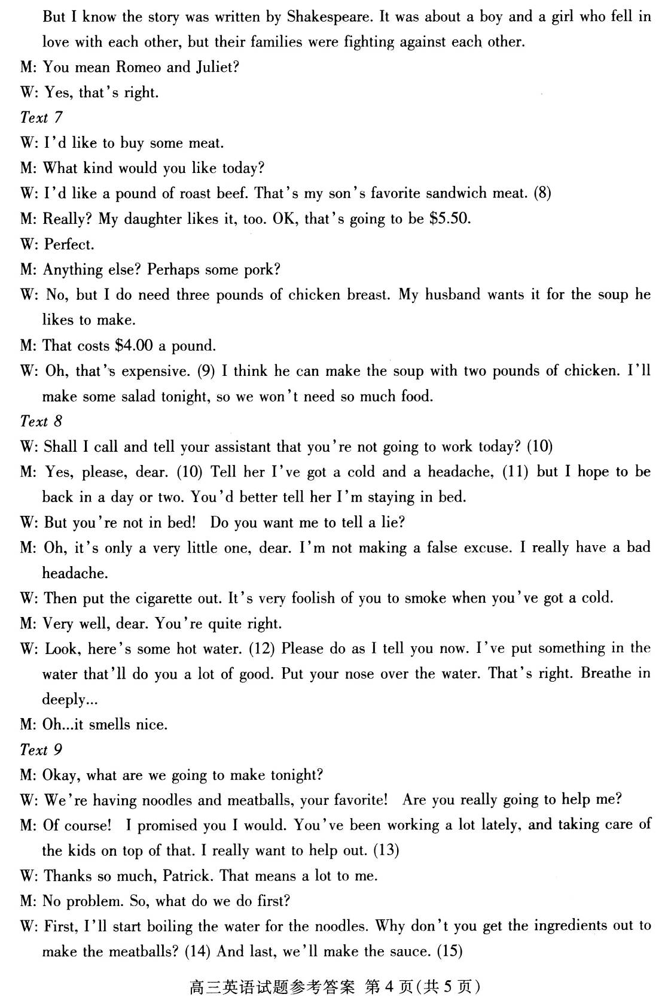 But I know the story was written by Shakespeare. It was about a boy and a girl who fell in
love with each other, but their families were fighting against each other.
M: You mean Romeo and Juliet?
W: Yes, that's right.
Text 7
W: I'd like to buy some meat.
M: What kind would you like today?
W: I'd like a pound of roast beef. That's my son's favorite sandwich meat. (8)
M: Really? My daughter likes it, too. OK, that's going to be $5.50.
W: Perfect.
M: Anything else? Perhaps some pork?
W: No, but I do need three pounds of chicken breast. My husband wants it for the soup he
likes to make.
M: That costs $4.00 a pound.
W: Oh, that's expensive. (9) I think he can make the soup with two pounds of chicken. I'll
make some salad tonight, so we won't need so much food.
Text 8
W: Shall I call and tell your assistant that you're not going to work today? (10)
M: Yes, please, dear. (10) Tell her I've got a cold and a headache, (11) but I hope to be
back in a day or two. You'd better tell her I'm staying in bed.
W: But you're not in bed! Do you want me to tell a lie?
M: Oh, it's only a very little one, dear. I'm not making a false excuse. I really have a bad
headache.
W: Then put the cigarette out. It's very foolish of you to smoke when you've got a cold.
M: Very well, dear. You're quite right.
W: Look, here's some hot water. (12) Please do as I tell you now. I've put something in the
water that'll do you a lot of good. Put your nose over the water. That's right. Breathe in
deeply...
M: Oh...it smells nice.
Text 9
M: Okay, what are we going to make tonight?
W: We're having noodles and meatballs, your favorite! Are you really going to help me?
M: Of course! I promised you I would. You've been working a lot lately, and taking care of
the kids on top of that. I really want to help out. (13)
W: Thanks so much, Patrick. That means a lot to me.
M: No problem. So, what do we do first?
W: First, I'll start boiling the water for the noodles. Why don't you get the ingredients out to
make the meatballs? (14) And last, we'll make the sauce. (15)
高三英语试题参考答案 第 4 页(共 5 页)